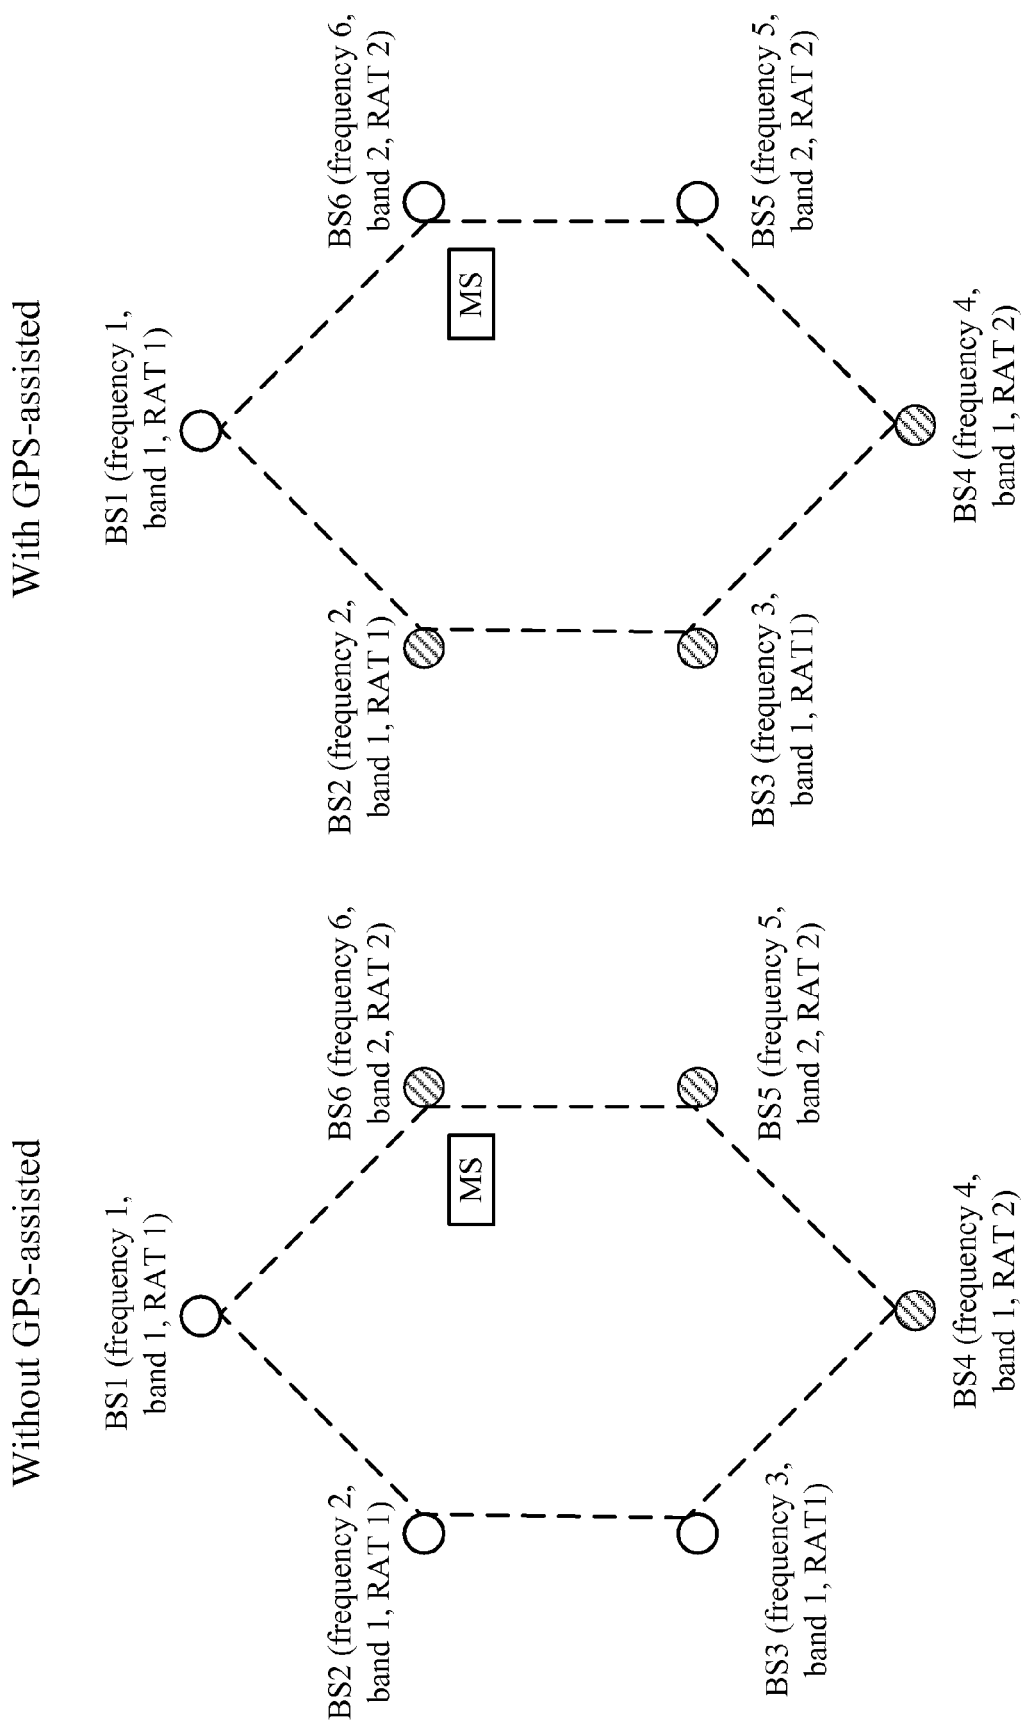 Without GPS-assisted
BS1 (frequency 1,
band 1, RAT 1)
BS2 (frequency 2,
band 1, RAT 1)
BS6 (frequency 6,
band 2, RAT 2)
MS
BS3 (frequency 3,
band 1, RAT1)
BS5 (frequency 5,
band 2, RAT 2)
BS4 (frequency 4,
band 1, RAT 2)
With GPS-assisted
BS1 (frequency 1,
band 1, RAT 1)
BS2 (frequency 2,
band 1, RAT 1)
BS6 (frequency 6,
band 2, RAT 2)
MS
BS3 (frequency 3,
band 1, RAT1)
BS5 (frequency 5,
band 2, RAT 2)
BS4 (frequency 4,
band 1, RAT 2)